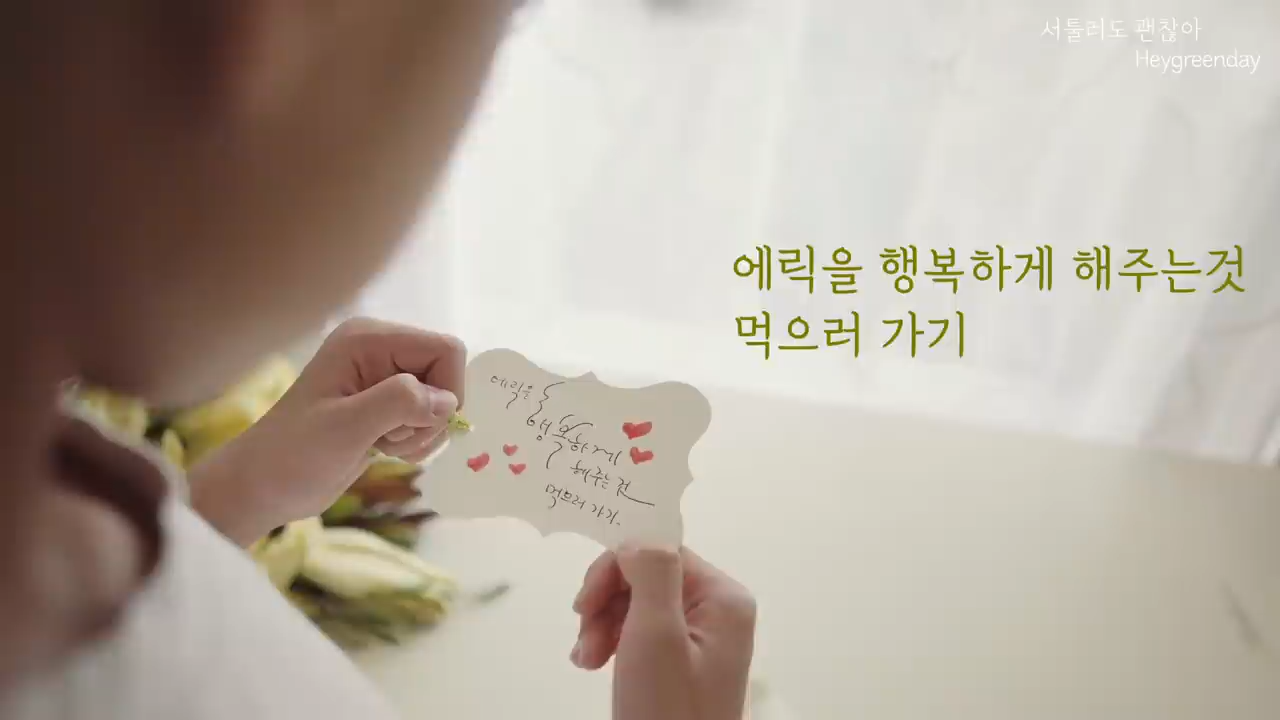 서툴러도 괜찮아
Heygreenday
에릭을 행복하게 해주는것
먹으러 가기
에릭을
행복하게
해주는 것
먹으러 가기.